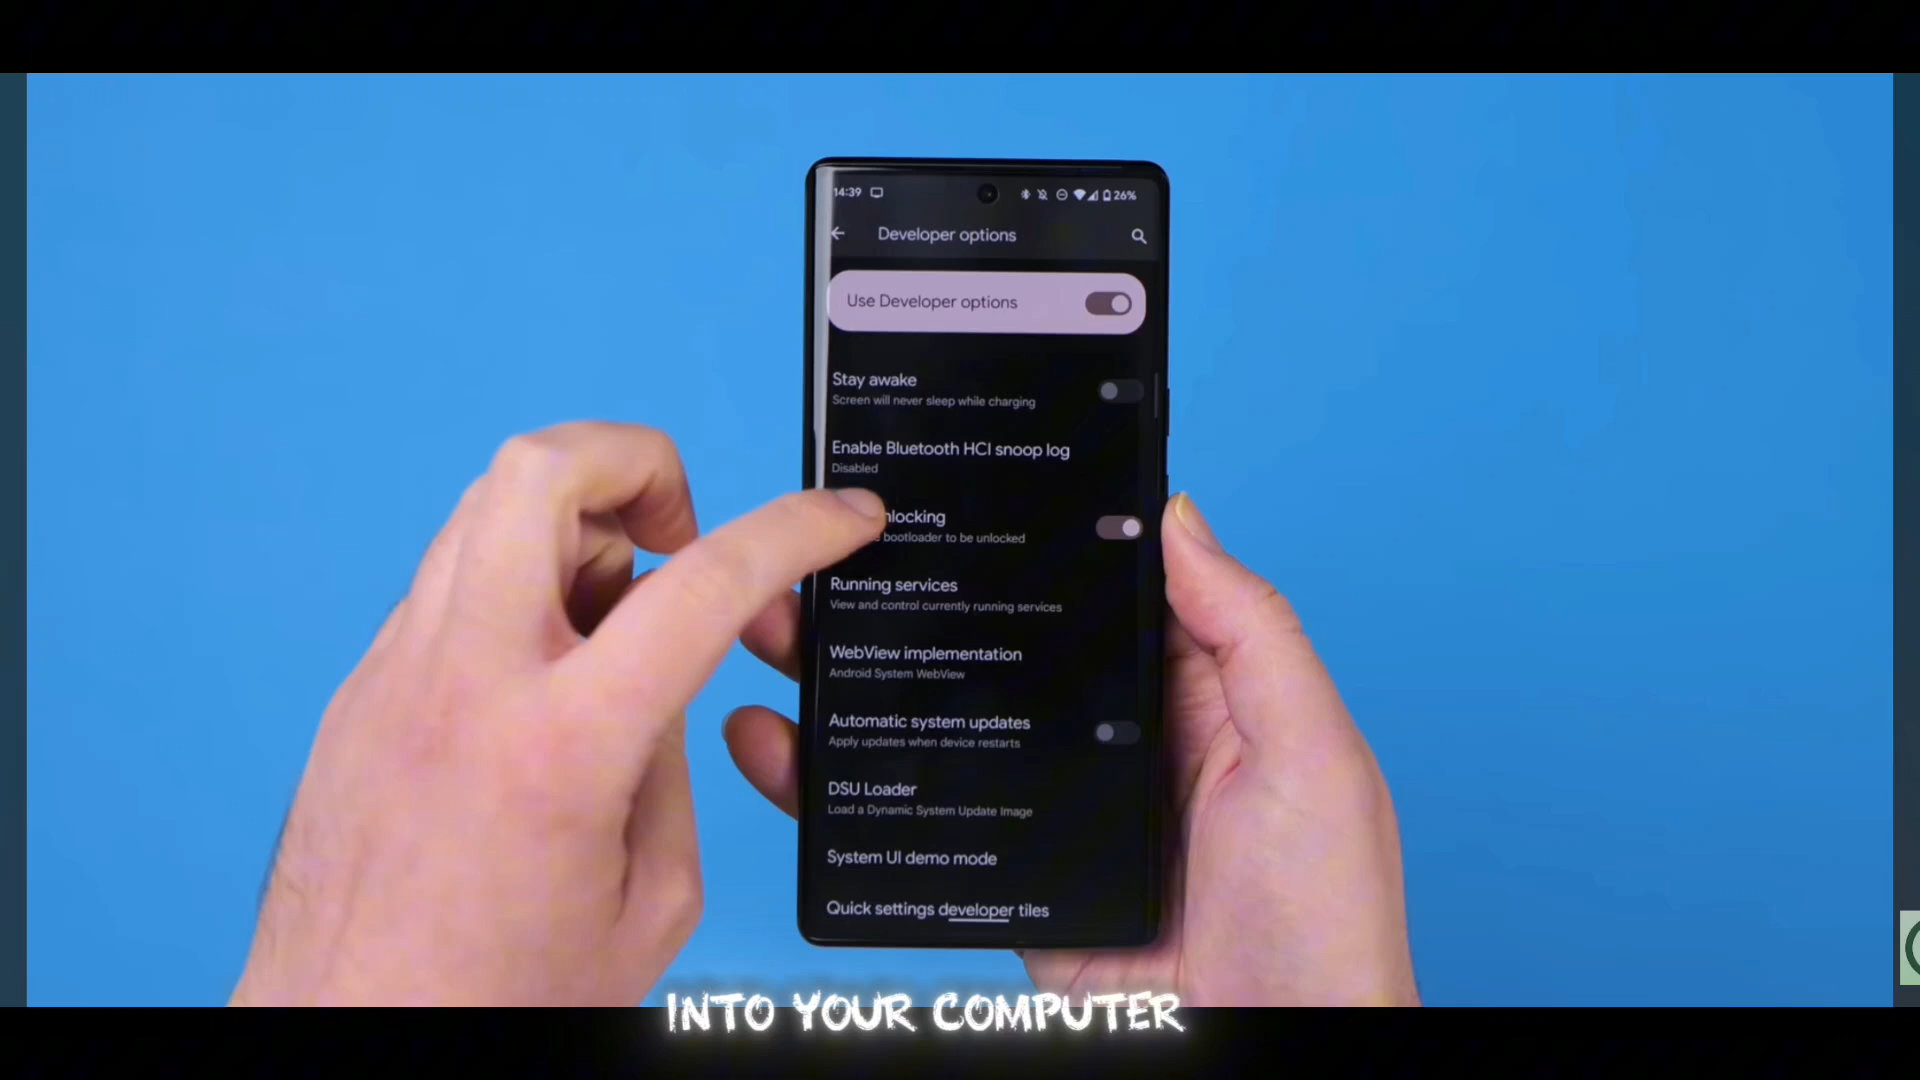 14:39
26%
Developer options
Use Developer options
Stay awake
Screen will never sleep while charging
Enable Bluetooth HCI snoop log
Disabled
nlocking
bootloader to be unlocked
Running services
View and control currently running services
WebView implementation
Android System WebView
Automatic system updates
Apply updates when device restarts
DSU Loader
Load a Dynamic System Update Image
System UI demo mode
Quick settings developer tiles
INTO YOUR COMPUTER